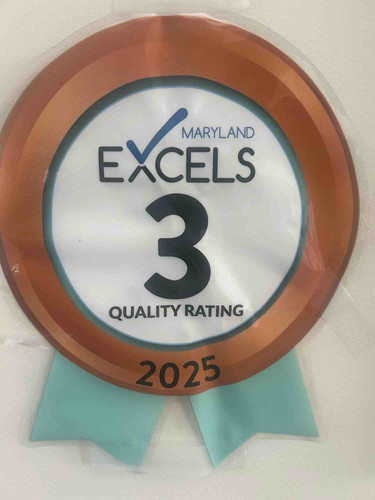 MARYLAND
EXCELS
3
QUALITY RATING
2025